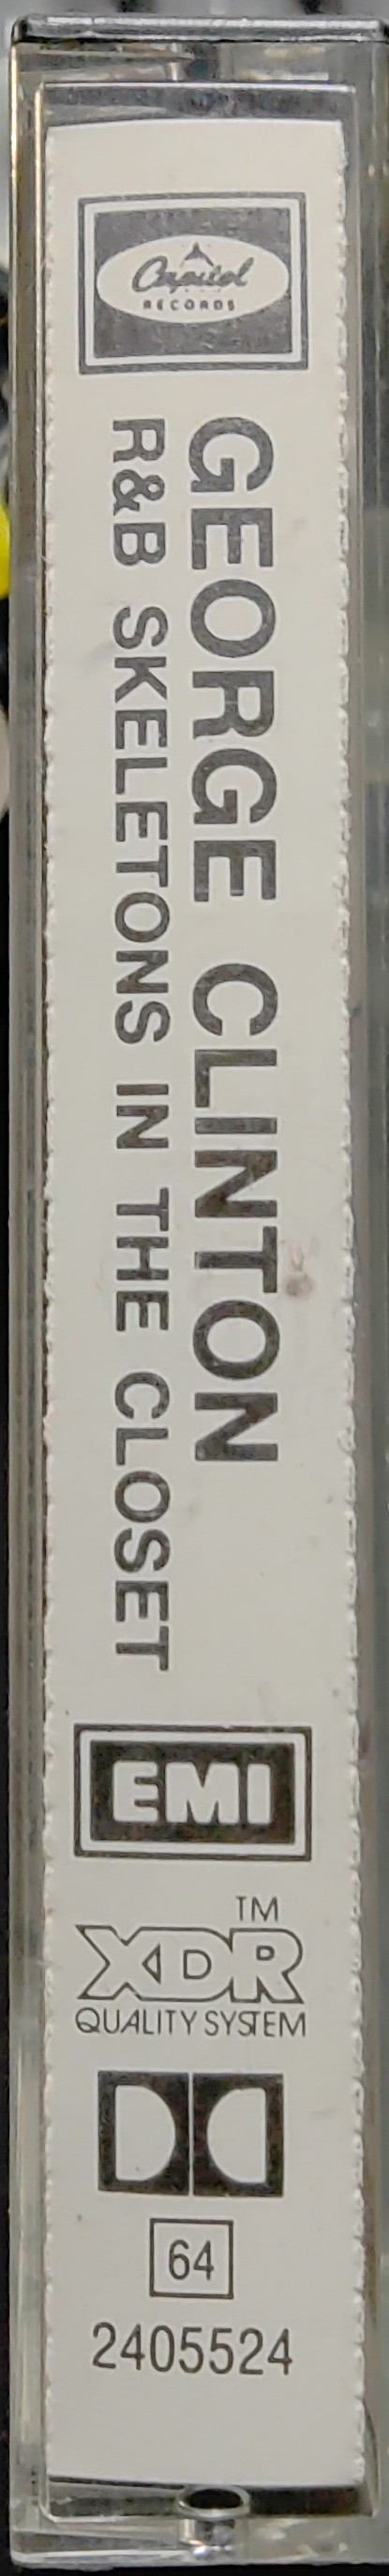 Capitol
RECORDS
GEORGE CLINTON
R&B SKELETONS IN THE CLOSET
EMI
TM
XDR
QUALITY SYSTEM
64
2405524